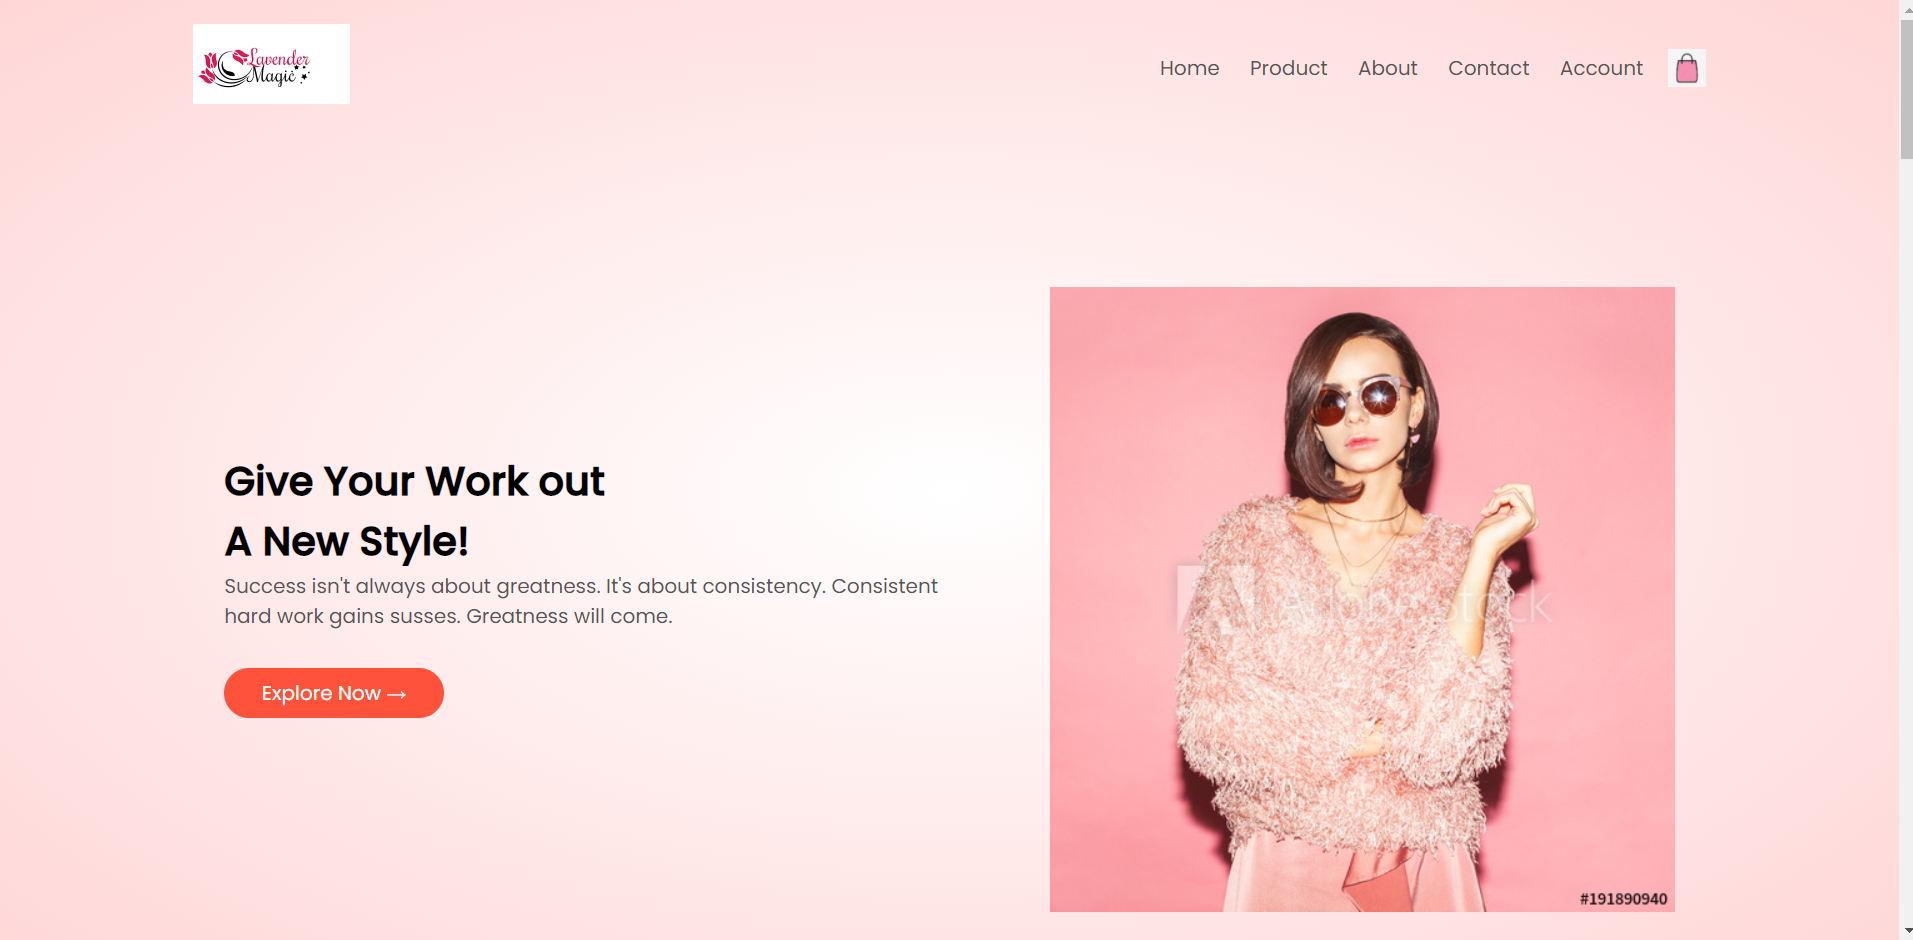 Lavender
Magic
Home Product About Contact Account
Give Your Work out
A New Style!
Success isn't always about greatness. It's about consistency. Consistent
hard work gains susses. Greatness will come.
Explore Now →
Adobe Stock
#191890940